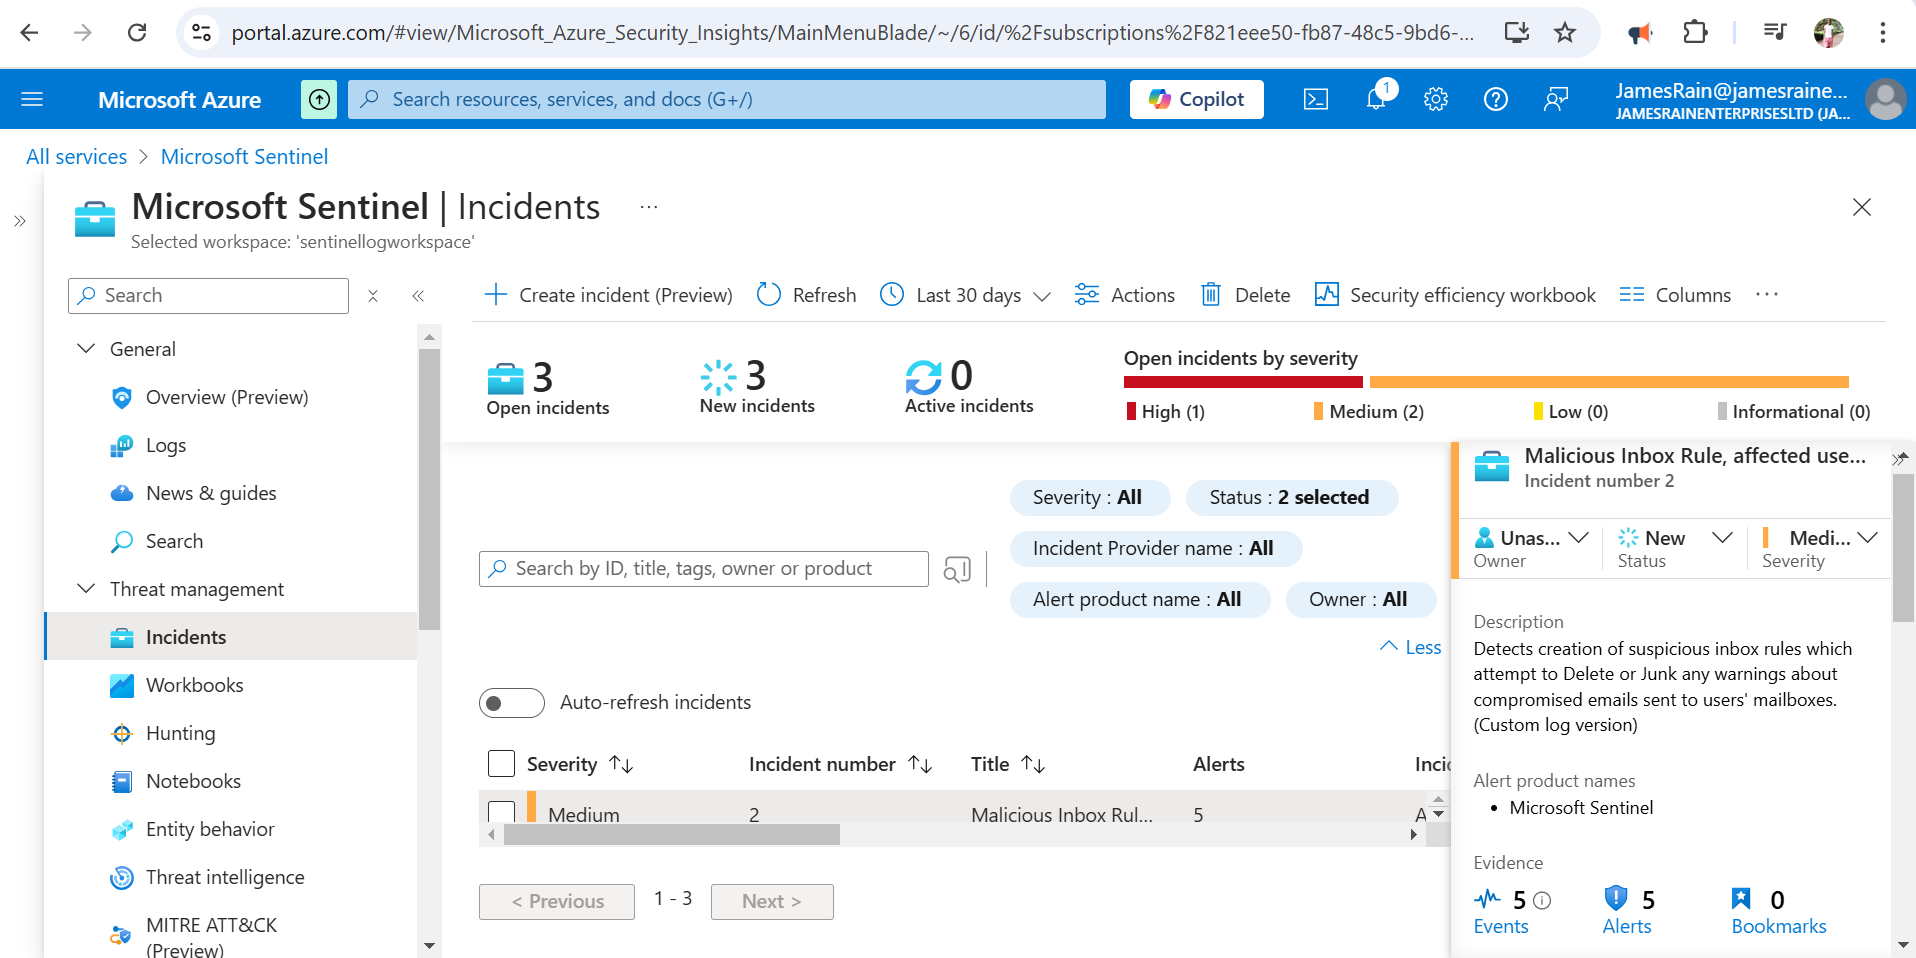 portal.azure.com/#view/Microsoft_Azure_Security_Insights/MainMenuBlade/~/6/id/%2Fsubscriptions%2F821eee50-fb87-48c5-9bd6-...
Microsoft Azure
Search resources, services, and docs (G+/)
Copilot
1
JamesRain@jamesraine...
JAMESRAINENTERPRISESLTD (JA...
All services > Microsoft Sentinel
Microsoft Sentinel | Incidents ...
Selected workspace: 'sentinellogworkspace'
Search
General
Overview (Preview)
Logs
News & guides
Search
Threat management
Incidents
Workbooks
Hunting
Notebooks
Entity behavior
Threat intelligence
MITRE ATT&CK
(Preview)
Create incident (Preview) Refresh Last 30 days Actions Delete Security efficiency workbook Columns ...
3
Open incidents
3
New incidents
0
Active incidents
Open incidents by severity
High (1) Medium (2) Low (0) Informational (0)
Search by ID, title, tags, owner or product
Severity : All
Status : 2 selected
Incident Provider name : All
Alert product name : All
Owner : All
Less
Auto-refresh incidents
Severity Incident number Title Alerts Inci
Medium 2 Malicious Inbox Rul... 5 A
< Previous 1 - 3 Next >
Malicious Inbox Rule, affected use...
Incident number 2
Unas...
Owner
New
Status
Medi...
Severity
Description
Detects creation of suspicious inbox rules which
attempt to Delete or Junk any warnings about
compromised emails sent to users' mailboxes.
(Custom log version)
Alert product names
• Microsoft Sentinel
Evidence
5
Events
5
Alerts
0
Bookmarks